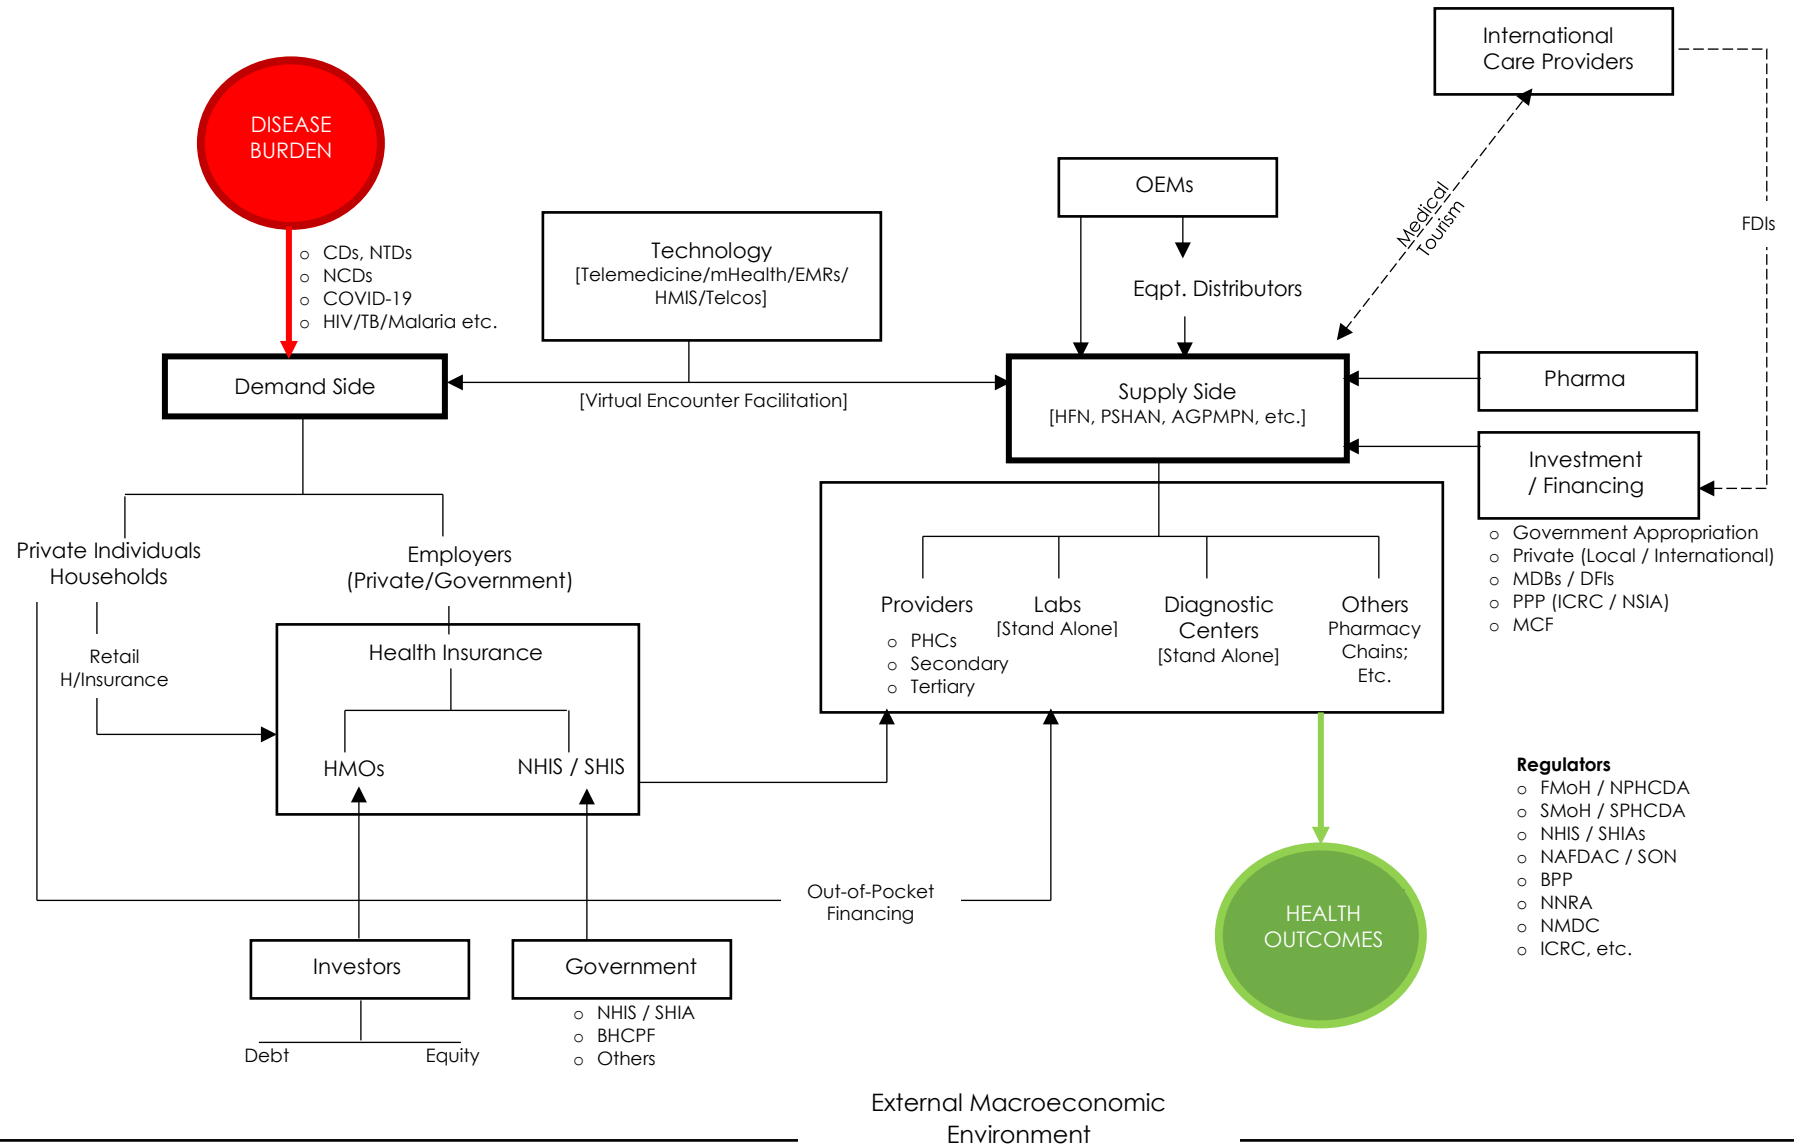 International
Care Providers
DISEASE
BURDEN
OEMs
Medical
Tourism
FDIs
Technology
[Telemedicine/mHealth/EMRs/
HMIS/Telcos]
○ CDs, NTDs
○ NCDs
○ COVID-19
○ HIV/TB/Malaria etc.
Eqpt. Distributors
Demand Side
[Virtual Encounter Facilitation]
Supply Side
[HFN, PSHAN, AGPMPN, etc.]
Pharma
Investment
/ Financing
○ Government Appropriation
○ Private (Local / International)
○ MDBs / DFIs
○ PPP (ICRC / NSIA)
○ MCF
Private Individuals
Households
Employers
(Private/Government)
Retail
H/Insurance
Health Insurance
HMOs
NHIS / SHIS
Providers
○ PHCs
○ Secondary
○ Tertiary
Labs
[Stand Alone]
Diagnostic
Centers
[Stand Alone]
Others
Pharmacy
Chains;
Etc.
Regulators
○ FMoH / NPHCDA
○ SMoH / SPHCDA
○ NHIS / SHIAs
○ NAFDAC / SON
○ BPP
○ NNRA
○ NMDC
○ ICRC, etc.
Out-of-Pocket
Financing
HEALTH
OUTCOMES
Investors
Debt
Equity
Government
○ NHIS / SHIA
○ BHCPF
○ Others
External Macroeconomic
Environment